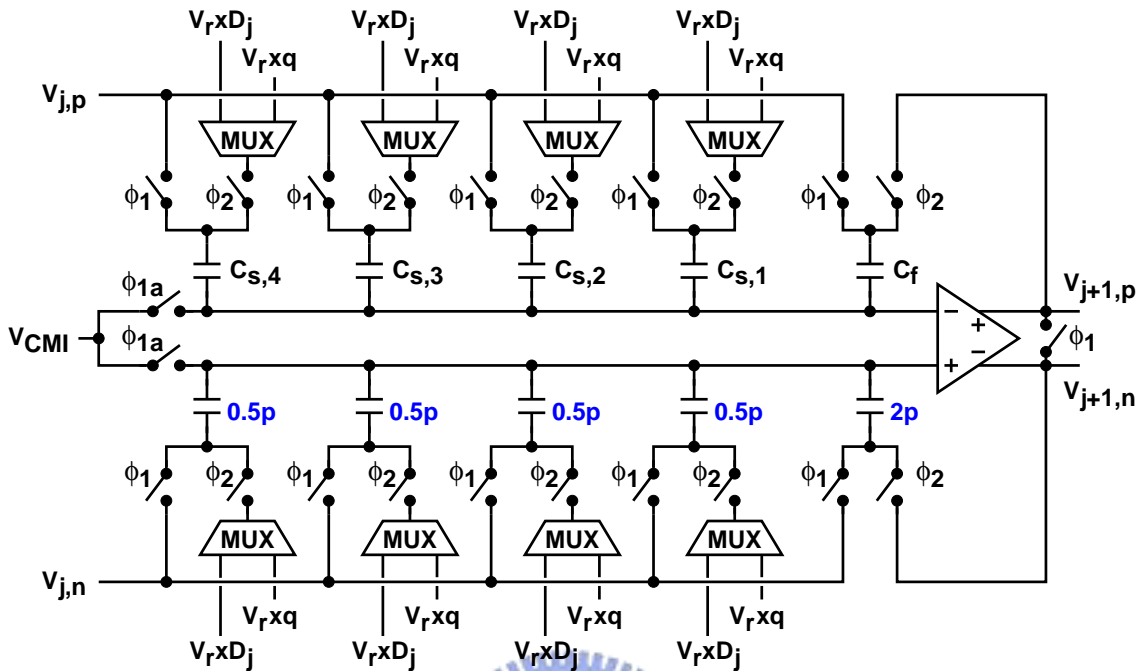 VrxDj VrxDj VrxDj VrxDj
Vrxq Vrxq Vrxq Vrxq
Vj,p
MUX MUX MUX MUX
ϕ1 ϕ2 ϕ1 ϕ2 ϕ1 ϕ2 ϕ1 ϕ2 ϕ1 ϕ2
Cs,4 Cs,3 Cs,2 Cs,1 Cf
ϕ1a
Vj+1,p
− +
VCMI
ϕ1a
ϕ1
+ −
Vj+1,n
0.5p 0.5p 0.5p 0.5p 2p
ϕ1 ϕ2 ϕ1 ϕ2 ϕ1 ϕ2 ϕ1 ϕ2 ϕ1 ϕ2
MUX MUX MUX MUX
Vj,n
Vrxq Vrxq Vrxq Vrxq
VrxDj VrxDj VrxDj VrxDj